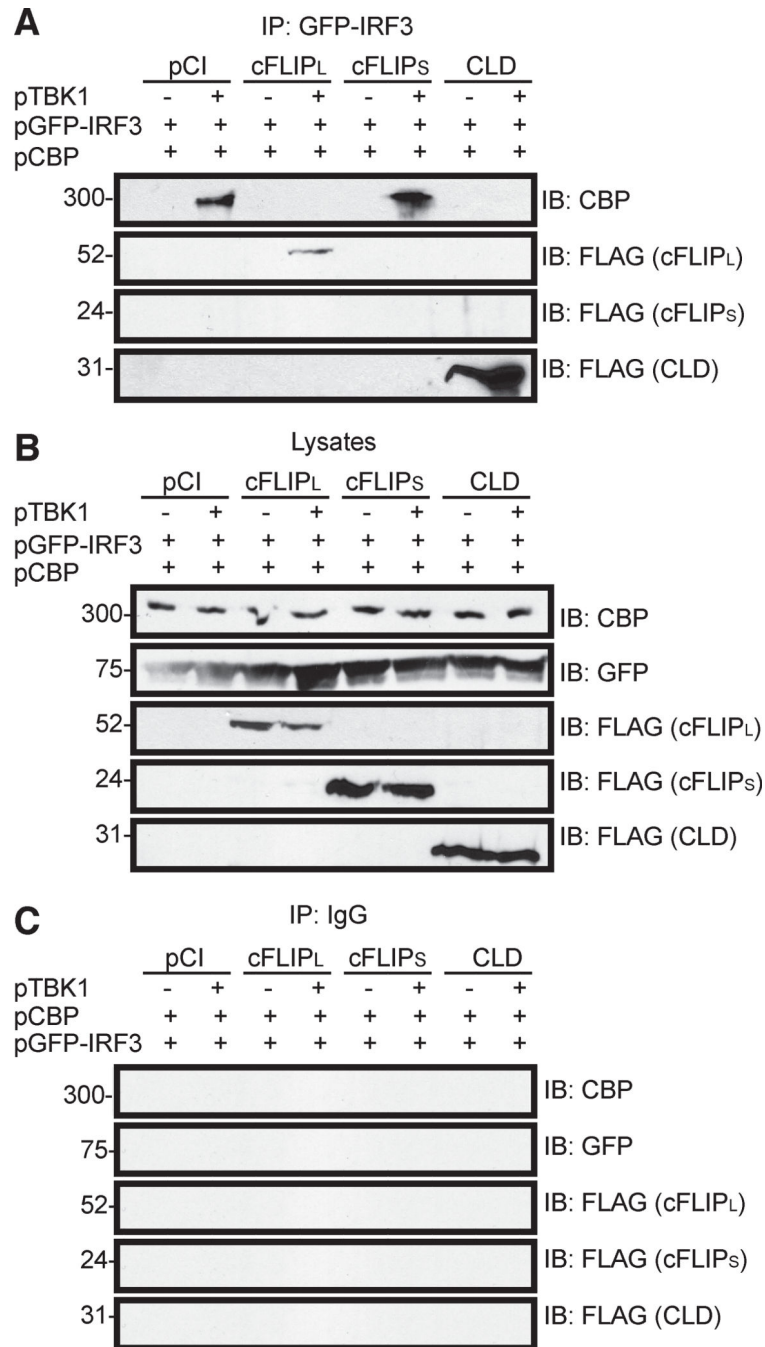 A
IP: GFP-IRF3
pCI cFLIPL cFLIPS CLD
pTBK1 - + - + - + - +
pGFP-IRF3 + + + + + + + +
pCBP + + + + + + + +
300- IB: CBP
52- IB: FLAG (cFLIPL)
24- IB: FLAG (cFLIPS)
31- IB: FLAG (CLD)
B
Lysates
pCI cFLIPL cFLIPS CLD
pTBK1 - + - + - + - +
pGFP-IRF3 + + + + + + + +
pCBP + + + + + + + +
300- IB: CBP
75- IB: GFP
52- IB: FLAG (cFLIPL)
24- IB: FLAG (cFLIPS)
31- IB: FLAG (CLD)
C
IP: IgG
pCI cFLIPL cFLIPS CLD
pTBK1 - + - + - + - +
pCBP + + + + + + + +
pGFP-IRF3 + + + + + + + +
300- IB: CBP
75- IB: GFP
52- IB: FLAG (cFLIPL)
24- IB: FLAG (cFLIPS)
31- IB: FLAG (CLD)